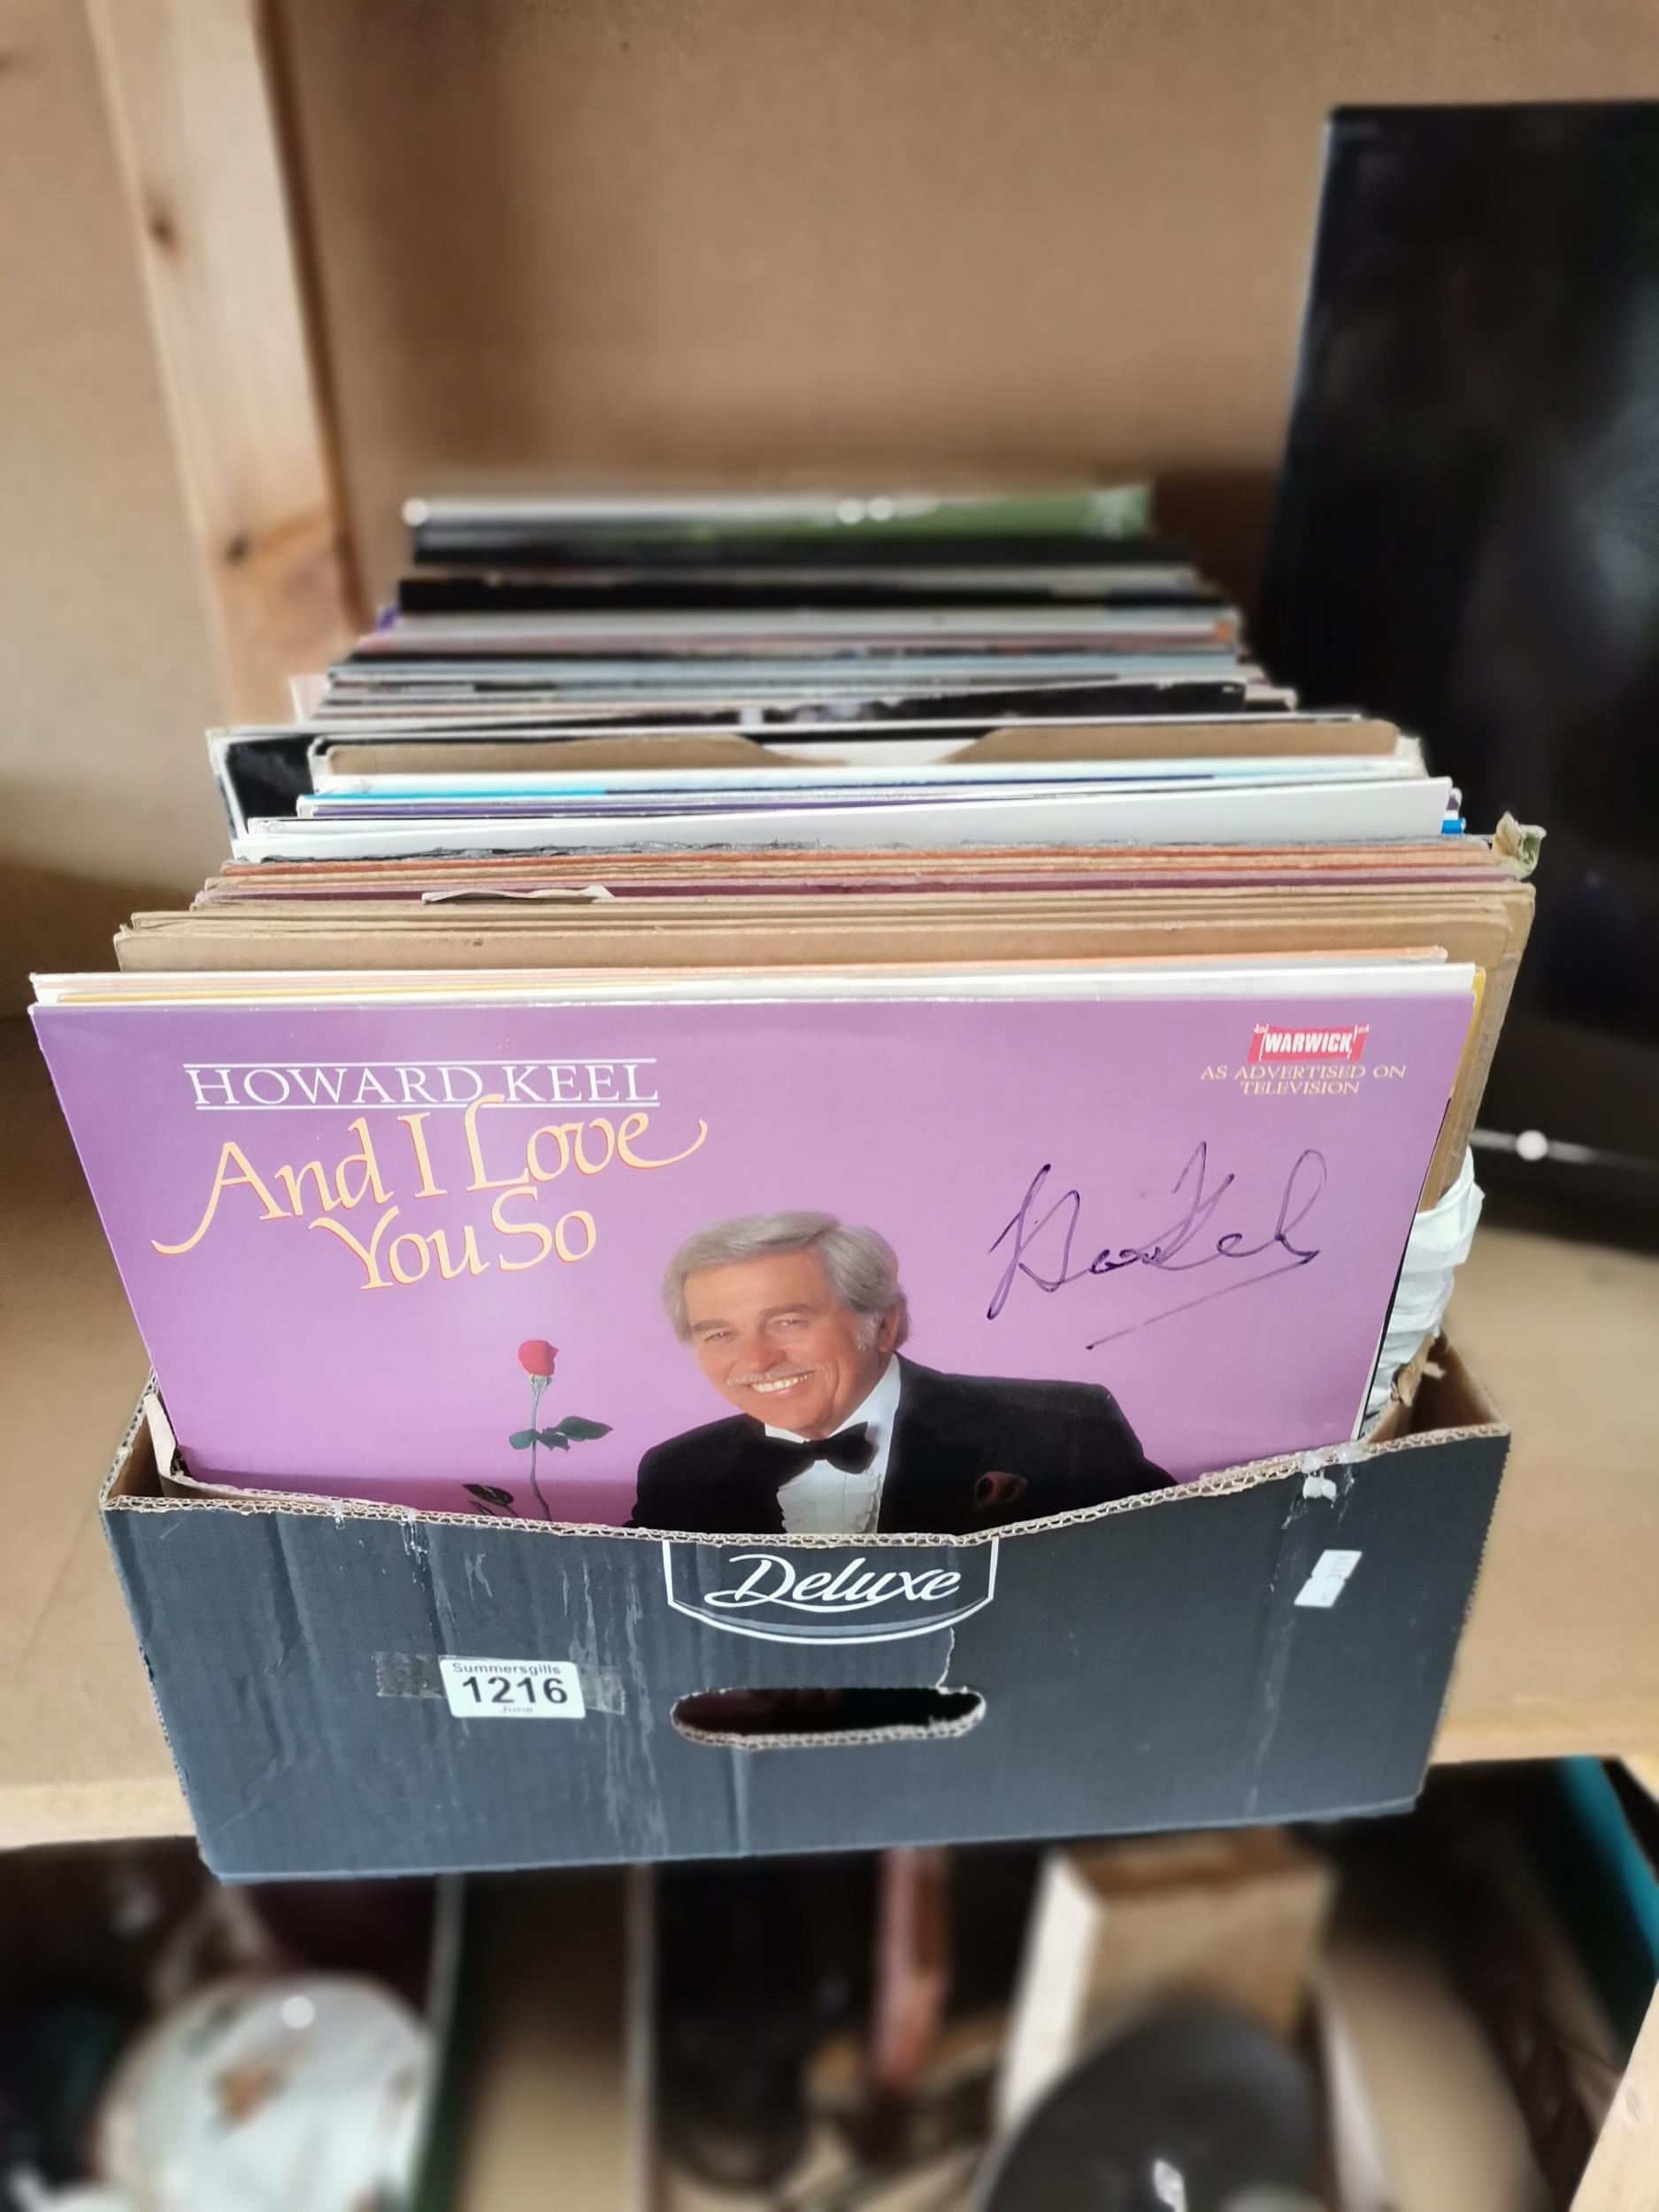 HOWARD KEEL
And I Love
You So
WARWICK
AS ADVERTISED ON
TELEVISION
Deluxe
Summersgills
1216
June